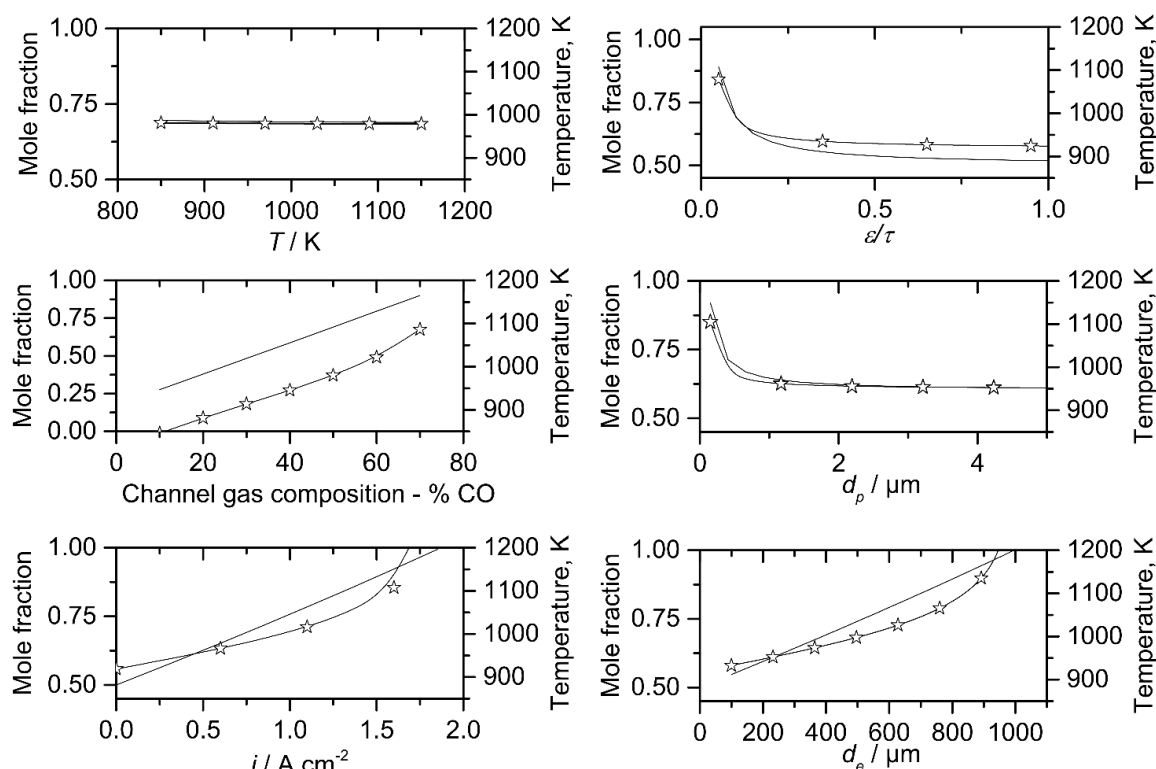 Mole fraction
1.00
0.75
0.50
800 900 1000 1100 1200
T / K
1200
1100
1000
900
Temperature, K
Mole fraction
1.00
0.75
0.50
0.0 0.5 1.0
ε/τ
1200
1100
1000
900
Temperature, K
Mole fraction
1.00
0.75
0.50
0.25
0.00
0 20 40 60 80
Channel gas composition - % CO
1200
1100
1000
900
Temperature, K
Mole fraction
1.00
0.75
0.50
0 2 4
dₚ / µm
1200
1100
1000
900
Temperature, K
Mole fraction
1.00
0.75
0.50
0.0 0.5 1.0 1.5 2.0
i / A cm⁻²
1200
1100
1000
900
Temperature, K
Mole fraction
1.00
0.75
0.50
0 200 400 600 800 1000
dₑ / µm
1200
1100
1000
900
Temperature, K